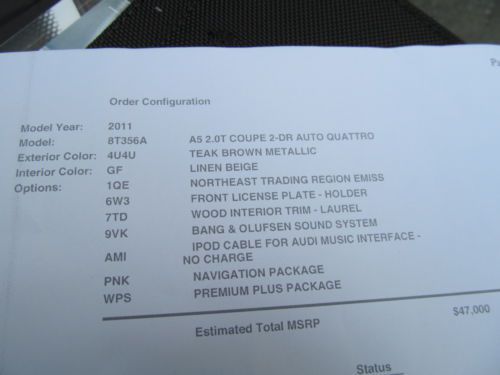 Pa
Order Configuration
Model Year: 2011
Model: 8T356A A5 2.0T COUPE 2-DR AUTO QUATTRO
Exterior Color: 4U4U TEAK BROWN METALLIC
Interior Color: GF LINEN BEIGE
Options: 1QE NORTHEAST TRADING REGION EMISS
6W3 FRONT LICENSE PLATE - HOLDER
7TD WOOD INTERIOR TRIM - LAUREL
9VK BANG & OLUFSEN SOUND SYSTEM
IPOD CABLE FOR AUDI MUSIC INTERFACE -
AMI NO CHARGE
PNK NAVIGATION PACKAGE
WPS PREMIUM PLUS PACKAGE
Estimated Total MSRP $47,000
Status